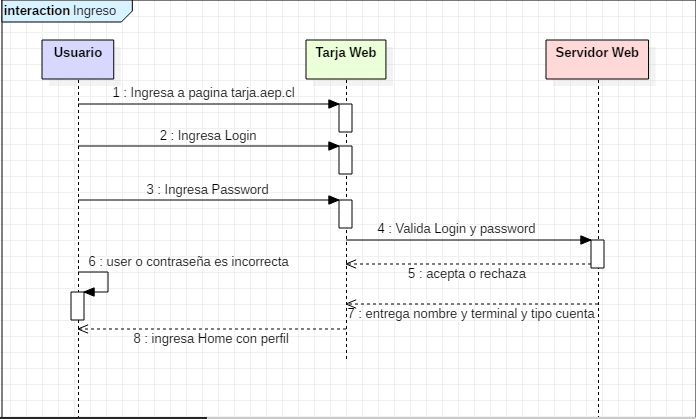 interaction Ingreso
Usuario
Tarja Web
Servidor Web
1 : Ingresa a pagina tarja.aep.cl
2 : Ingresa Login
3 : Ingresa Password
4 : Valida Login y password
6 : user o contraseña es incorrecta
5 : acepta o rechaza
7 : entrega nombre y terminal y tipo cuenta
8 : ingresa Home con perfil